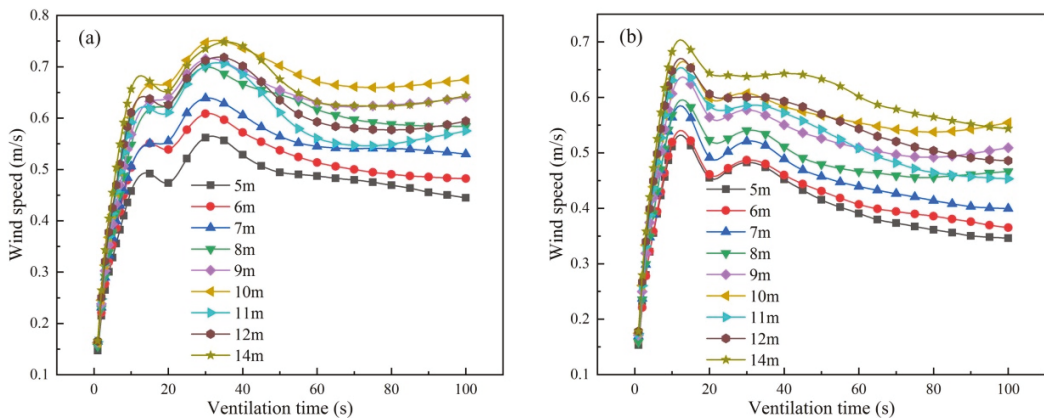 (a)
Wind speed (m/s)
0.8
0.7
0.6
0.5
0.4
0.3
0.2
0.1
0
20
40
60
80
100
Ventilation time (s)
5m
6m
7m
8m
9m
10m
11m
12m
14m
(b)
Wind speed (m/s)
0.7
0.6
0.5
0.4
0.3
0.2
0.1
0
20
40
60
80
100
Ventilation time (s)
5m
6m
7m
8m
9m
10m
11m
12m
14m